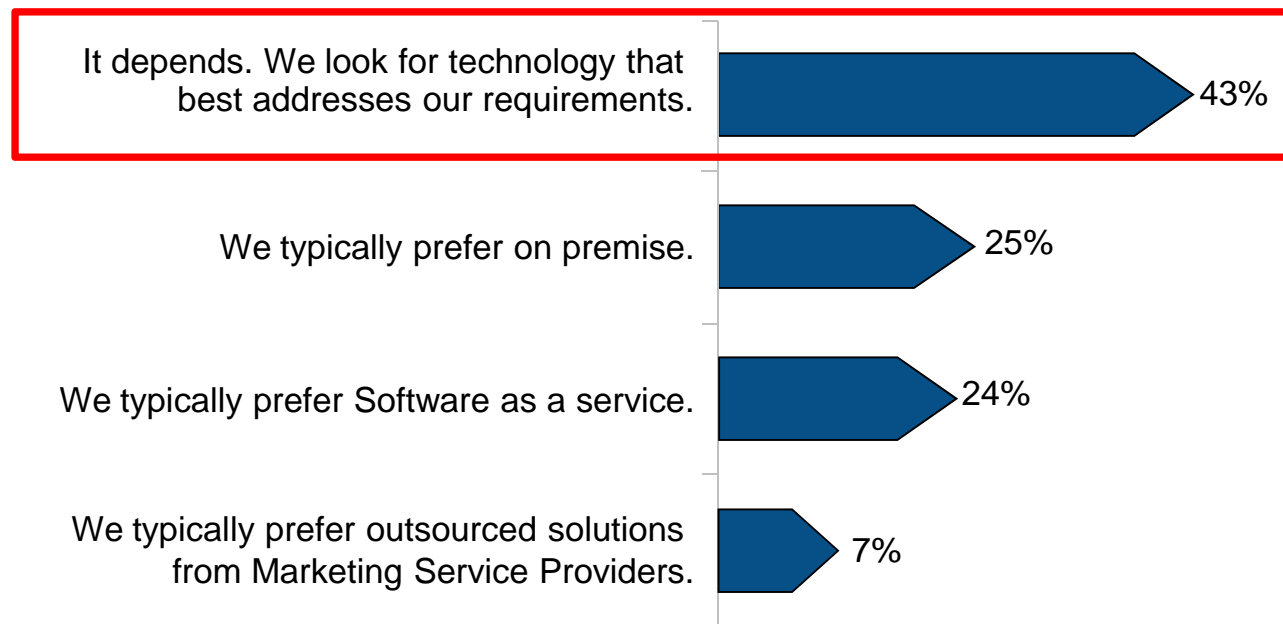 It depends. We look for technology that
best addresses our requirements.
43%
We typically prefer on premise.
25%
We typically prefer Software as a service.
24%
We typically prefer outsourced solutions
from Marketing Service Providers.
7%